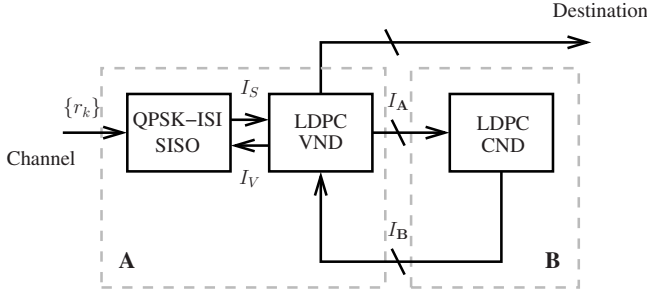 Destination
{r_k}
Channel
QPSK–ISI
SISO
I_S
I_V
LDPC
VND
I_A
LDPC
CND
I_B
A
B